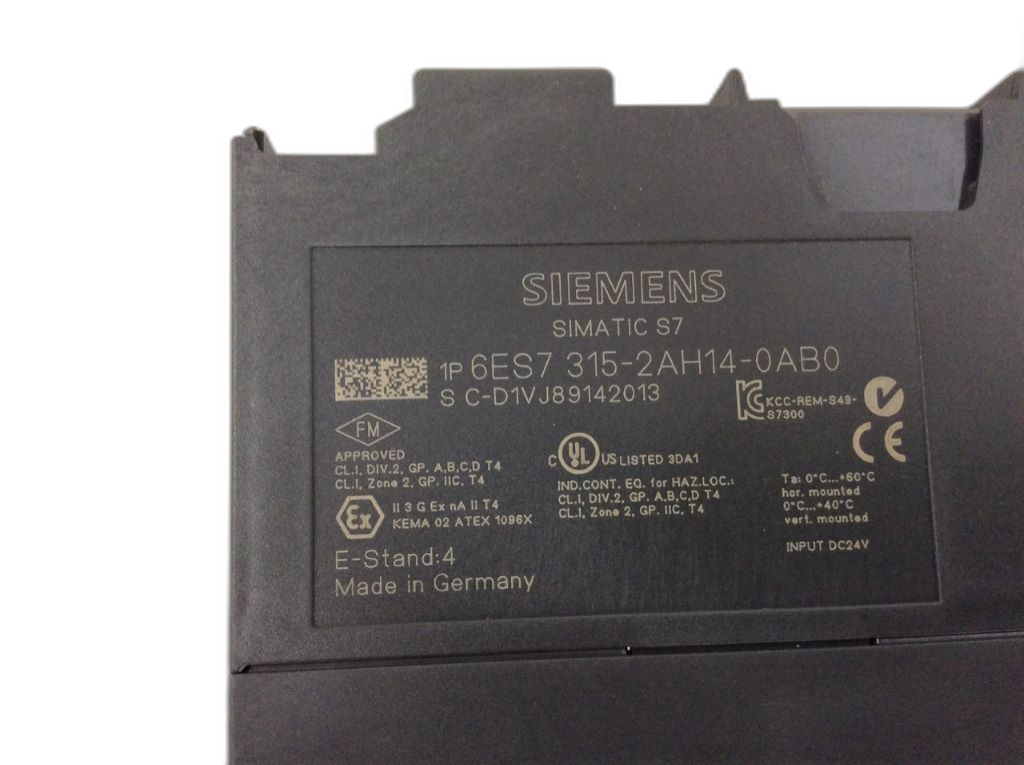 SIEMENS
SIMATIC S7
1P 6ES7 315-2AH14-0AB0
S C-D1VJ89142013
KCC-REM-S49-
S7300
FM
APPROVED
CL.I, DIV.2, GP. A,B,C,D T4
CL.I, Zone 2, GP. IIC, T4
Ex
II 3 G Ex nA II T4
KEMA 02 ATEX 1096X
E-Stand:4
Made in Germany
C UL US LISTED 3DA1
IND.CONT. EQ. for HAZ.LOC.:
CL.I, DIV.2, GP. A,B,C,D T4
CL.I, Zone 2, GP. IIC, T4
CE
Ta: 0°C...+60°C
hor. mounted
0°C...+40°C
vert. mounted
INPUT DC24V